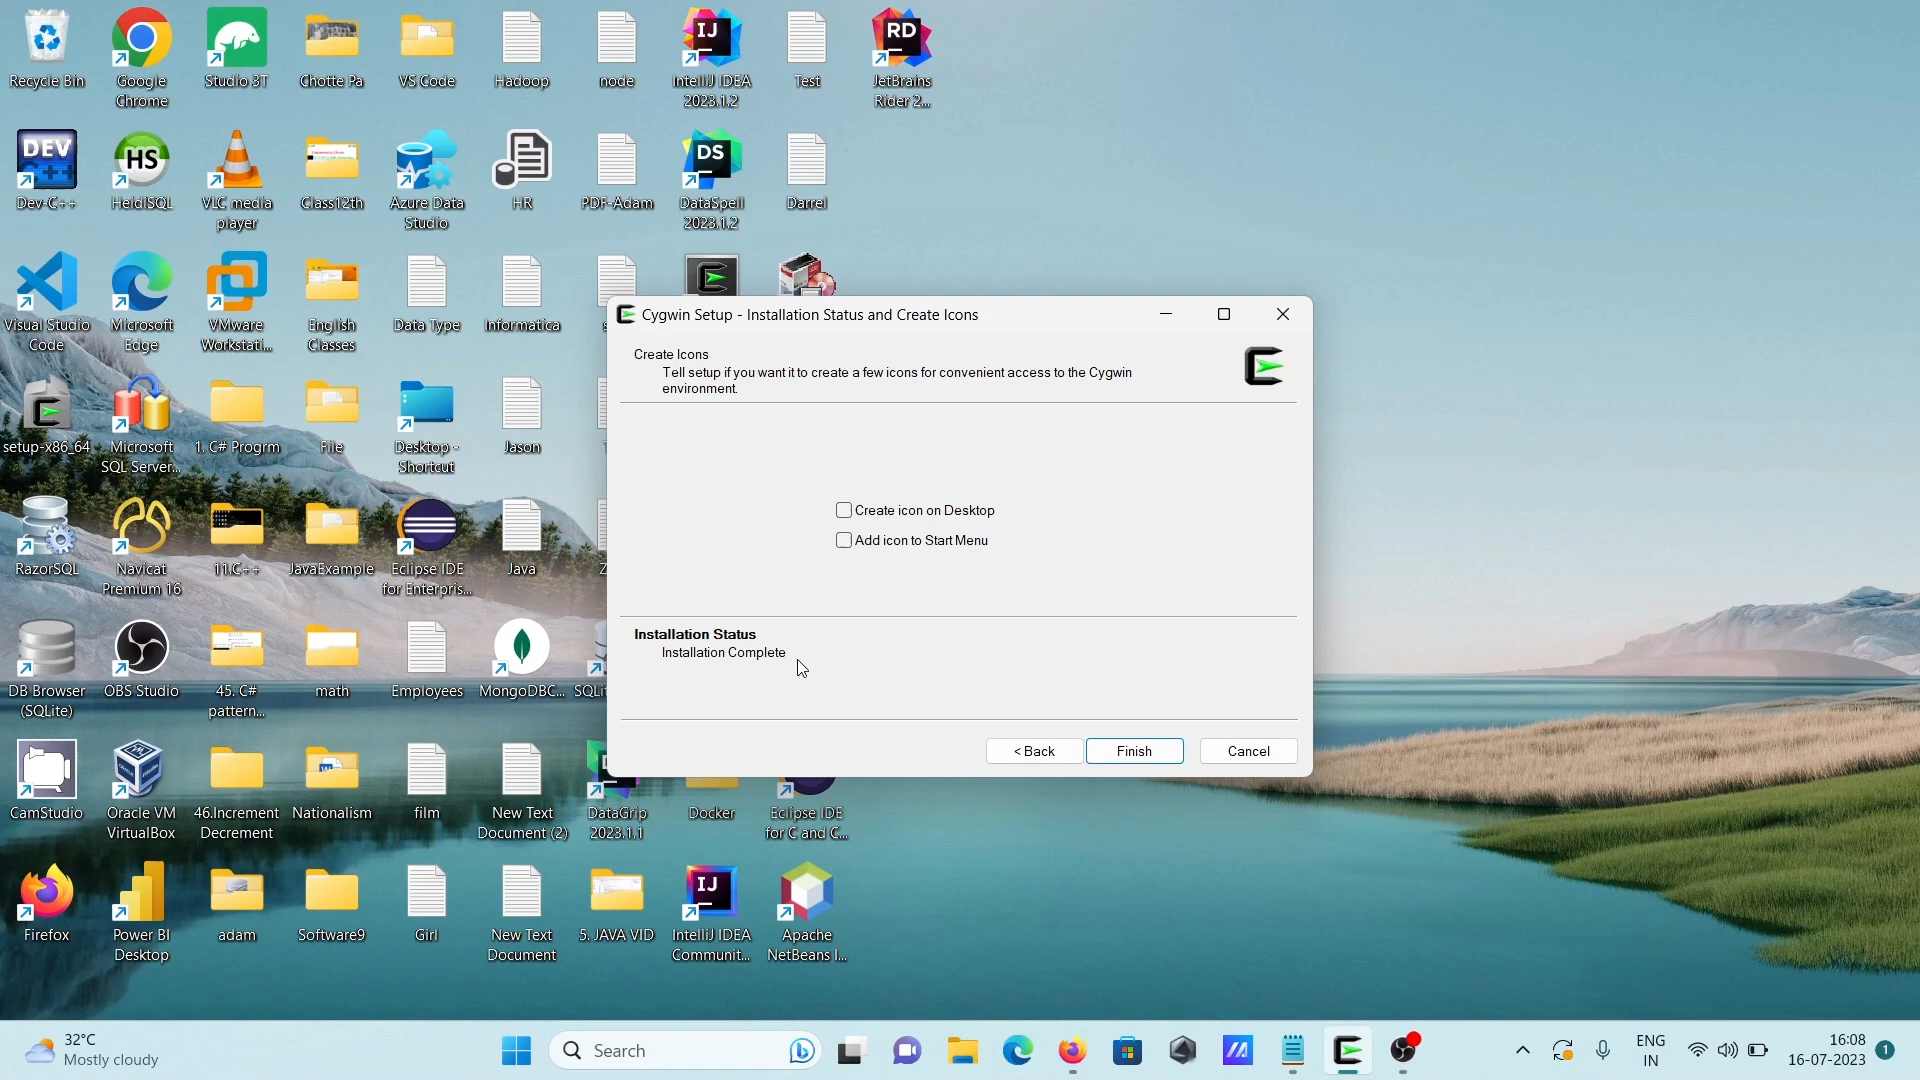 Recycle Bin
Google
Chrome
Studio 3T
Chotte Pa
VS Code
Hadoop
node
IJ
IntelliJ IDEA
2023.1.2
Test
RD
JetBrains
Rider 2...
DEV
C++
Dev-C++
HS
HeidiSQL
VLC media
player
Class12th
Azure Data
Studio
HR
PDF-Adam
DS
DataSpell
2023.1.2
Darrel
Visual Studio
Code
Microsoft
Edge
VMware
Workstati...
English
Classes
Data Type
Informatica
s
setup-x86_64
Microsoft
SQL Server...
1. C# Progrm
File
Desktop -
Shortcut
Jason
RazorSQL
Navicat
Premium 16
11.C++
JavaExample
Eclipse IDE
for Enterpris...
Java
Z
DB Browser
(SQLite)
OBS Studio
45. C#
pattern...
math
Employees
MongoDBC...
SQLit
CamStudio
Oracle VM
VirtualBox
46.Increment
Decrement
Nationalism
film
New Text
Document (2)
DataGrip
2023.1.1
Docker
Eclipse IDE
for C and C...
Firefox
Power BI
Desktop
adam
Software9
Girl
New Text
Document
5. JAVA VID
IJ
IntelliJ IDEA
Communit...
Apache
NetBeans I...
Cygwin Setup - Installation Status and Create Icons
Create Icons
Tell setup if you want it to create a few icons for convenient access to the Cygwin
environment.
Create icon on Desktop
Add icon to Start Menu
Installation Status
Installation Complete
< Back
Finish
Cancel
32°C
Mostly cloudy
Search
ENG
IN
16:08
16-07-2023
1